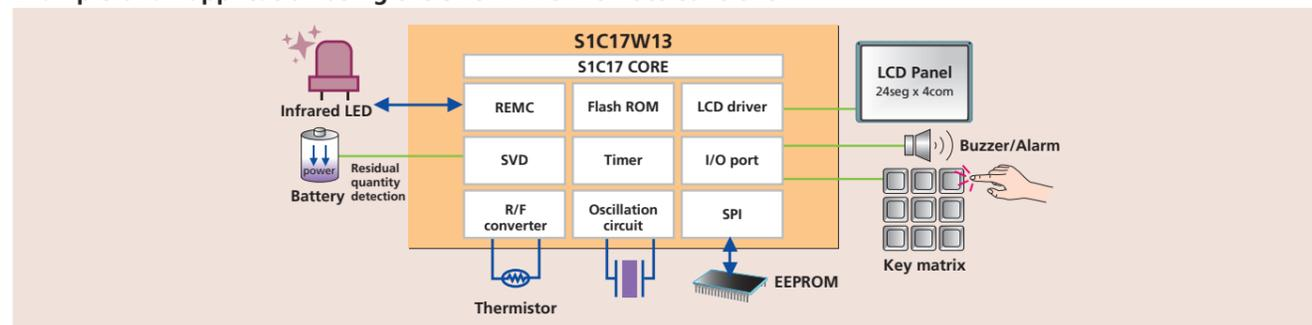 S1C17W13
S1C17 CORE
Infrared LED
REMC
Flash ROM
LCD driver
LCD Panel
24seg x 4com
power
Battery
Residual
quantity
detection
SVD
Timer
I/O port
Buzzer/Alarm
R/F
converter
Oscillation
circuit
SPI
Key matrix
Thermistor
EEPROM